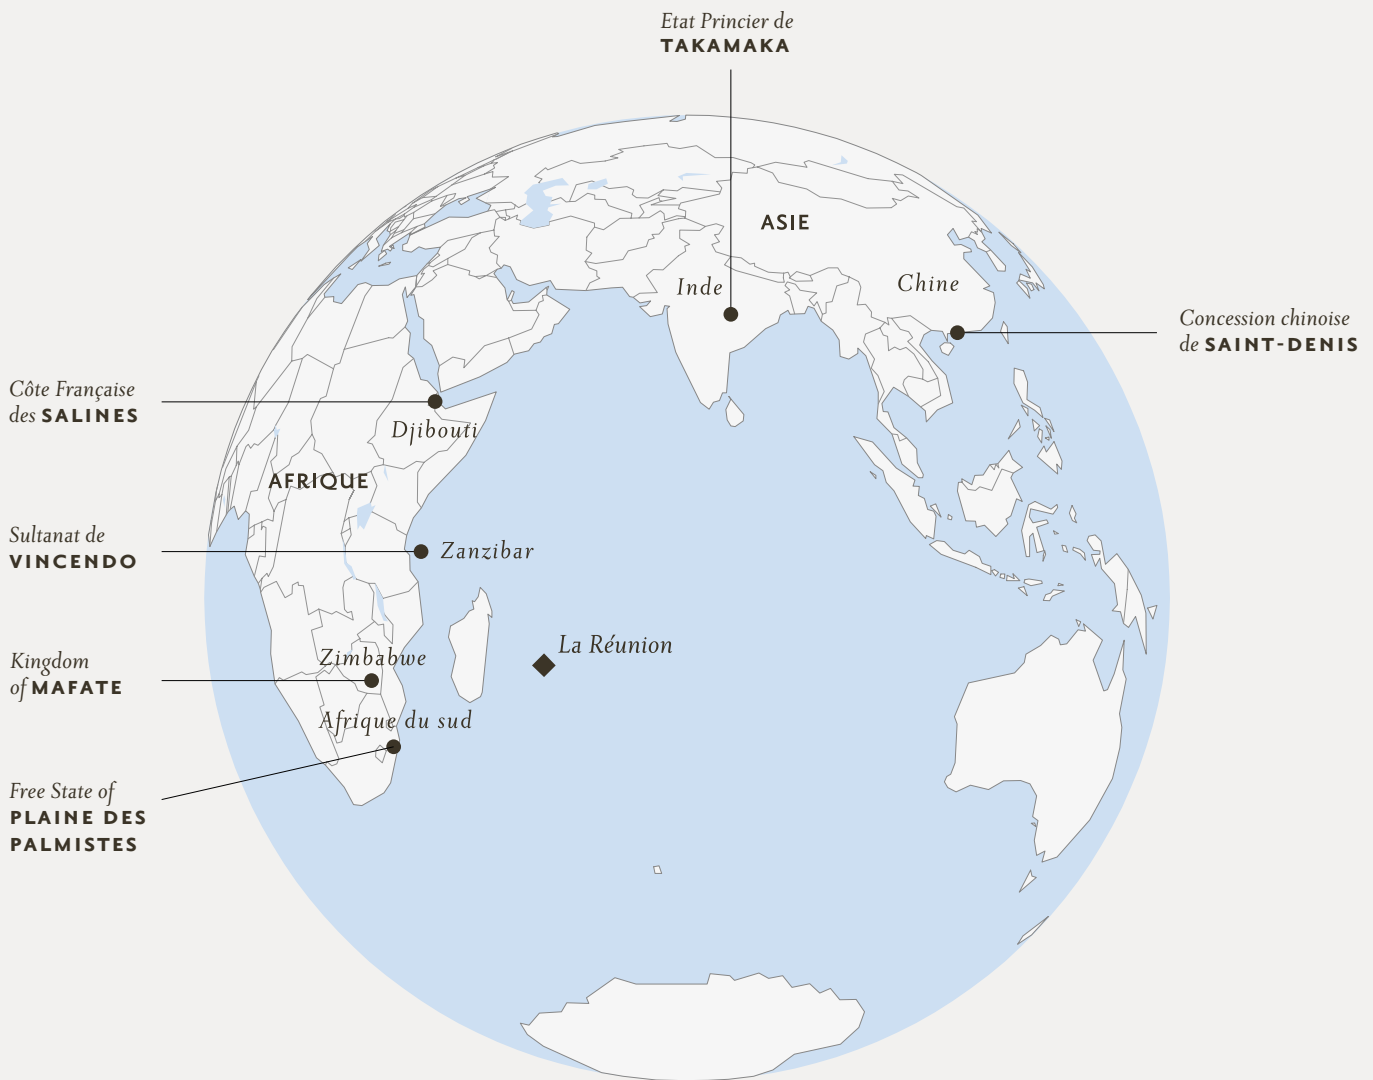 Etat Princier de
TAKAMAKA
ASIE
Inde
Chine
Concession chinoise
de SAINT-DENIS
Côte Française
des SALINES
Djibouti
AFRIQUE
Sultanat de
VINCENDO
Zanzibar
La Réunion
Kingdom
of MAFATE
Zimbabwe
Afrique du sud
Free State of
PLAINE DES
PALMISTES